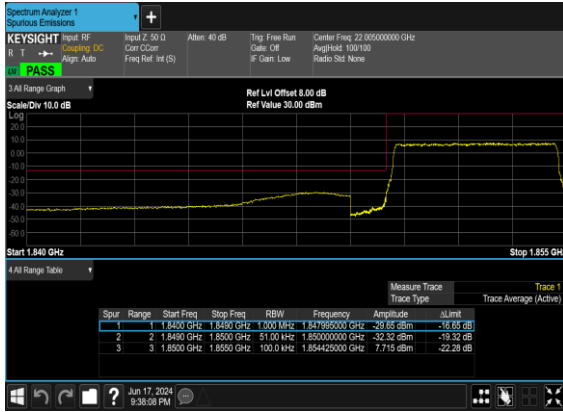 Spectrum Analyzer 1
Spurious Emissions
KEYSIGHT Input: RF Input Z: 50 Ω Atten: 40 dB Trig: Free Run Center Freq: 22.005000000 GHz
R T Coupling: DC Corr CCorr Gate: Off Avg|Hold: 100/100
Align: Auto Freq Ref: Int (S) IF Gain: Low Radio Std: None
PASS
3 All Range Graph
Ref Lvl Offset 8.00 dB
Scale/Div 10.0 dB Ref Value 30.00 dBm
Log
20.0
10.0
0.00
-10.0
-20.0
-30.0
-40.0
-50.0
-60.0
Start 1.840 GHz Stop 1.855 GH
4 All Range Table
Measure Trace Trace 1
Trace Type Trace Average (Active)
Spur Range Start Freq Stop Freq RBW Frequency Amplitude ΔLimit
1 1 1.8400 GHz 1.8490 GHz 1.000 MHz 1.847995000 GHz -29.65 dBm -16.65 dB
2 2 1.8490 GHz 1.8500 GHz 51.00 kHz 1.850000000 GHz -32.32 dBm -19.32 dB
3 3 1.8500 GHz 1.8550 GHz 100.0 kHz 1.854425000 GHz 7.715 dBm -22.28 dB
? Jun 17, 2024
9:38:08 PM